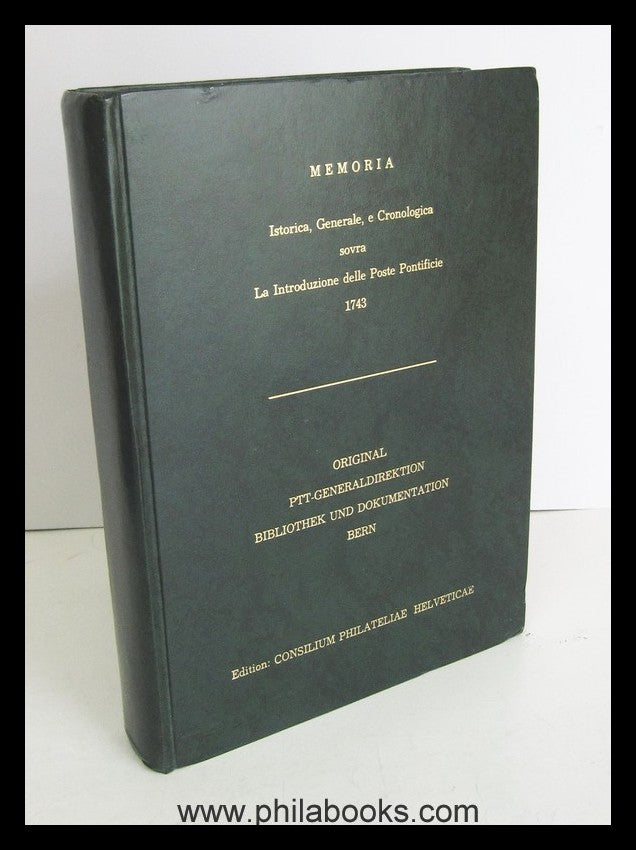 MEMORIA
Istorica, Generale, e Cronologica
sovra
La Introduzione delle Poste Pontificie
1743
ORIGINAL
PTT-GENERALDIREKTION
BIBLIOTHEK UND DOKUMENTATION
BERN
Edition: CONSILIUM PHILATELIAE HELVETICAE
www.philabooks.com